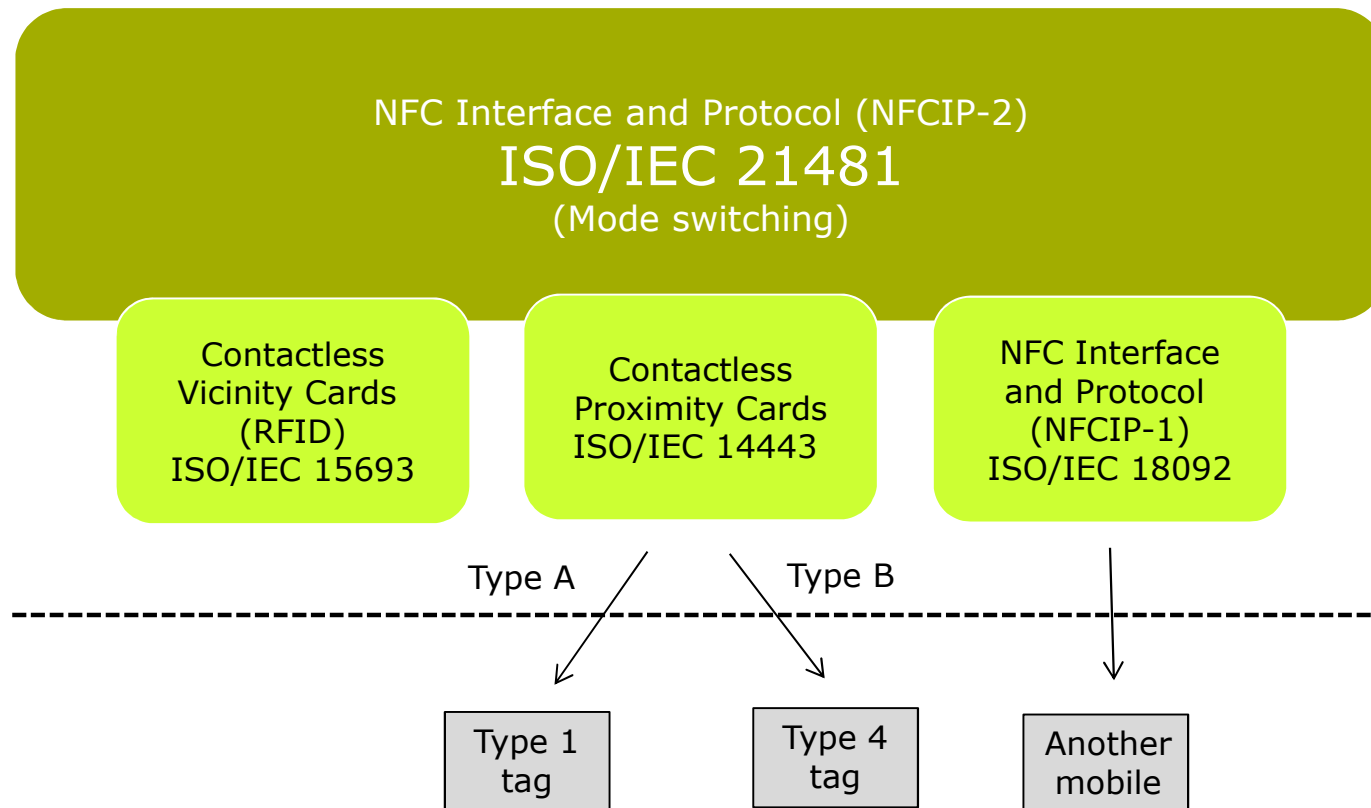 NFC Interface and Protocol (NFCIP-2)
ISO/IEC 21481
(Mode switching)
Contactless
Vicinity Cards
(RFID)
ISO/IEC 15693
Contactless
Proximity Cards
ISO/IEC 14443
NFC Interface
and Protocol
(NFCIP-1)
ISO/IEC 18092
Type A
Type B
Type 1
tag
Type 4
tag
Another
mobile